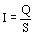 I = Q/S